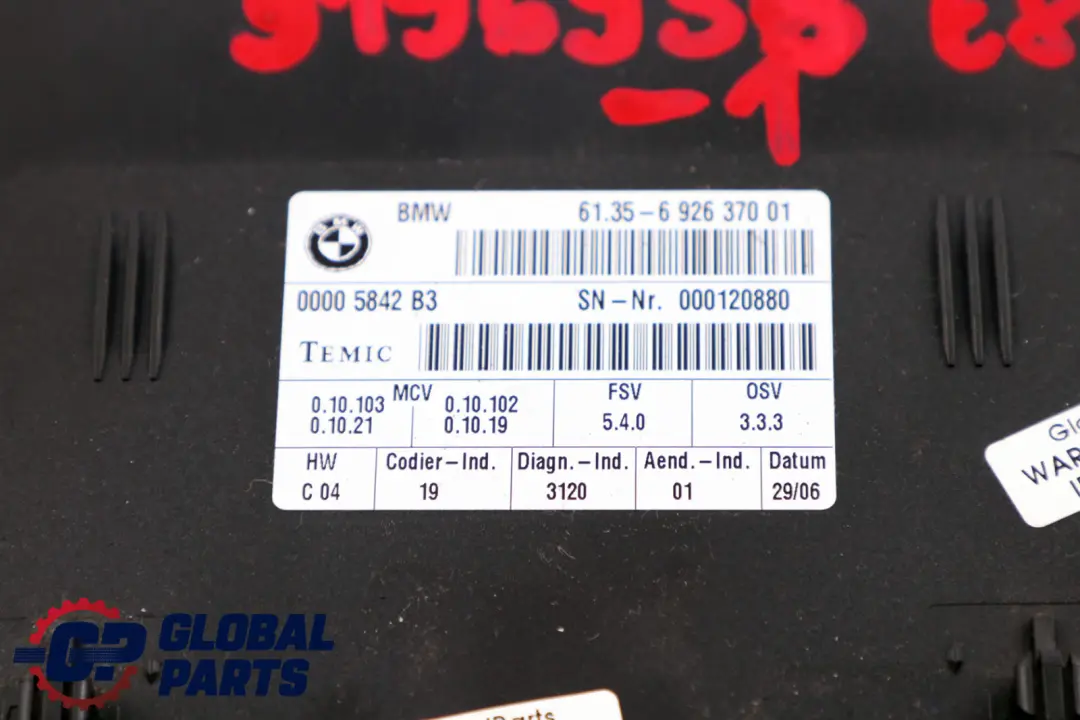 BMW 61.35-6 926 370 01
BMW
0000 5842 B3 SN-Nr. 000120880
TEMIC
MCV FSV OSV
0.10.103 0.10.102 5.4.0 3.3.3
0.10.21 0.10.19
HW Codier-Ind. Diagn.-Ind. Aend.-Ind. Datum
C 04 19 3120 01 29/06
GP GLOBAL
PARTS